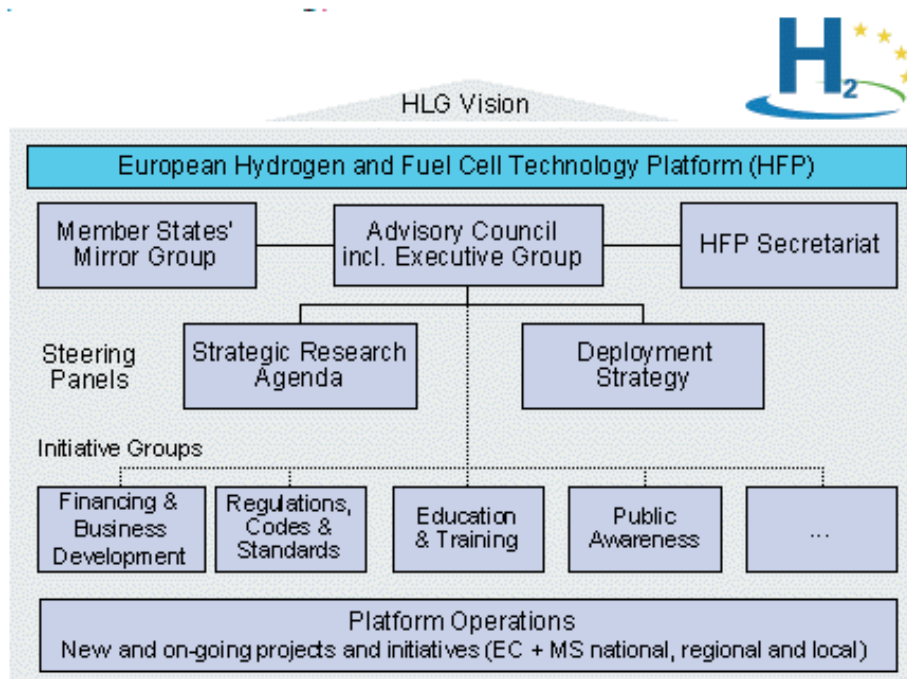 H2
HLG Vision
European Hydrogen and Fuel Cell Technology Platform (HFP)
Member States'
Mirror Group
Advisory Council
incl. Executive Group
HFP Secretariat
Steering
Panels
Strategic Research
Agenda
Deployment
Strategy
Initiative Groups
Financing &
Business
Development
Regulations,
Codes &
Standards
Education
& Training
Public
Awareness
...
Platform Operations
New and on-going projects and initiatives (EC + MS national, regional and local)